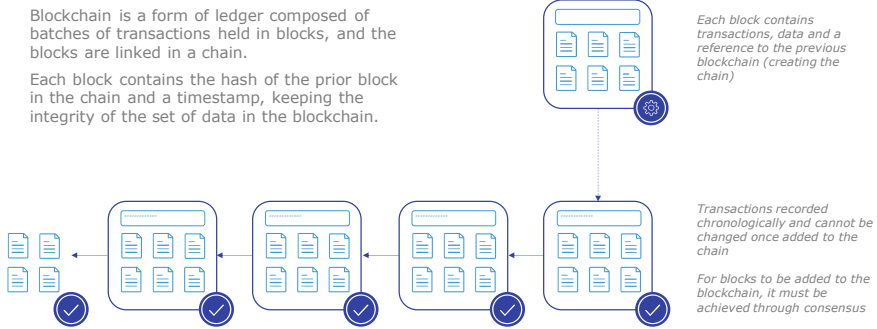 Blockchain is a form of ledger composed of
batches of transactions held in blocks, and the
blocks are linked in a chain.
Each block contains the hash of the prior block
in the chain and a timestamp, keeping the
integrity of the set of data in the blockchain.
Each block contains
transactions, data and a
reference to the previous
blockchain (creating the
chain)
Transactions recorded
chronologically and cannot be
changed once added to the
chain
For blocks to be added to the
blockchain, it must be
achieved through consensus